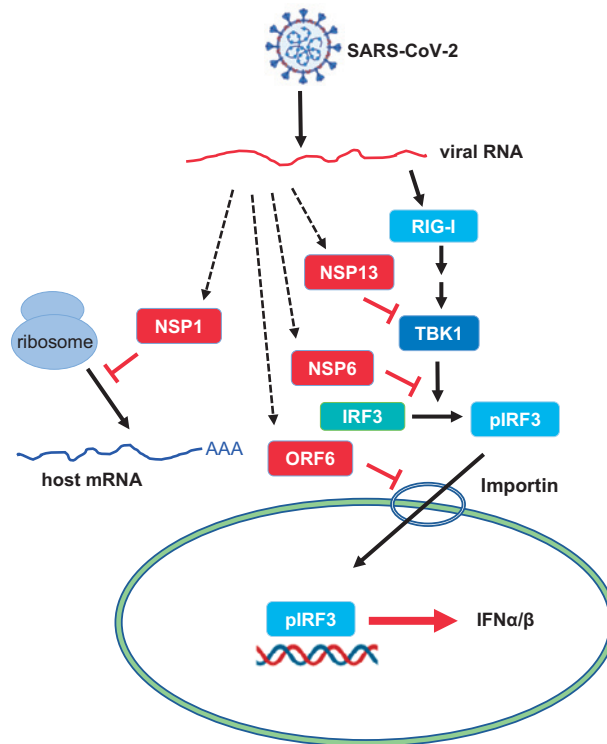 SARS-CoV-2
viral RNA
RIG-I
NSP13
NSP1
TBK1
ribosome
NSP6
IRF3
pIRF3
AAA
ORF6
host mRNA
Importin
pIRF3
IFNα/β